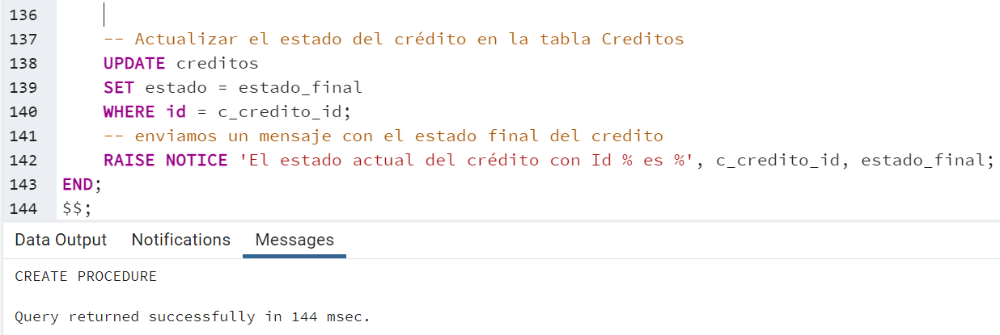 136
137 -- Actualizar el estado del crédito en la tabla Creditos
138 UPDATE creditos
139 SET estado = estado_final
140 WHERE id = c_credito_id;
141 -- enviamos un mensaje con el estado final del credito
142 RAISE NOTICE 'El estado actual del crédito con Id % es %', c_credito_id, estado_final;
143 END;
144 $$;
Data Output Notifications Messages
CREATE PROCEDURE
Query returned successfully in 144 msec.